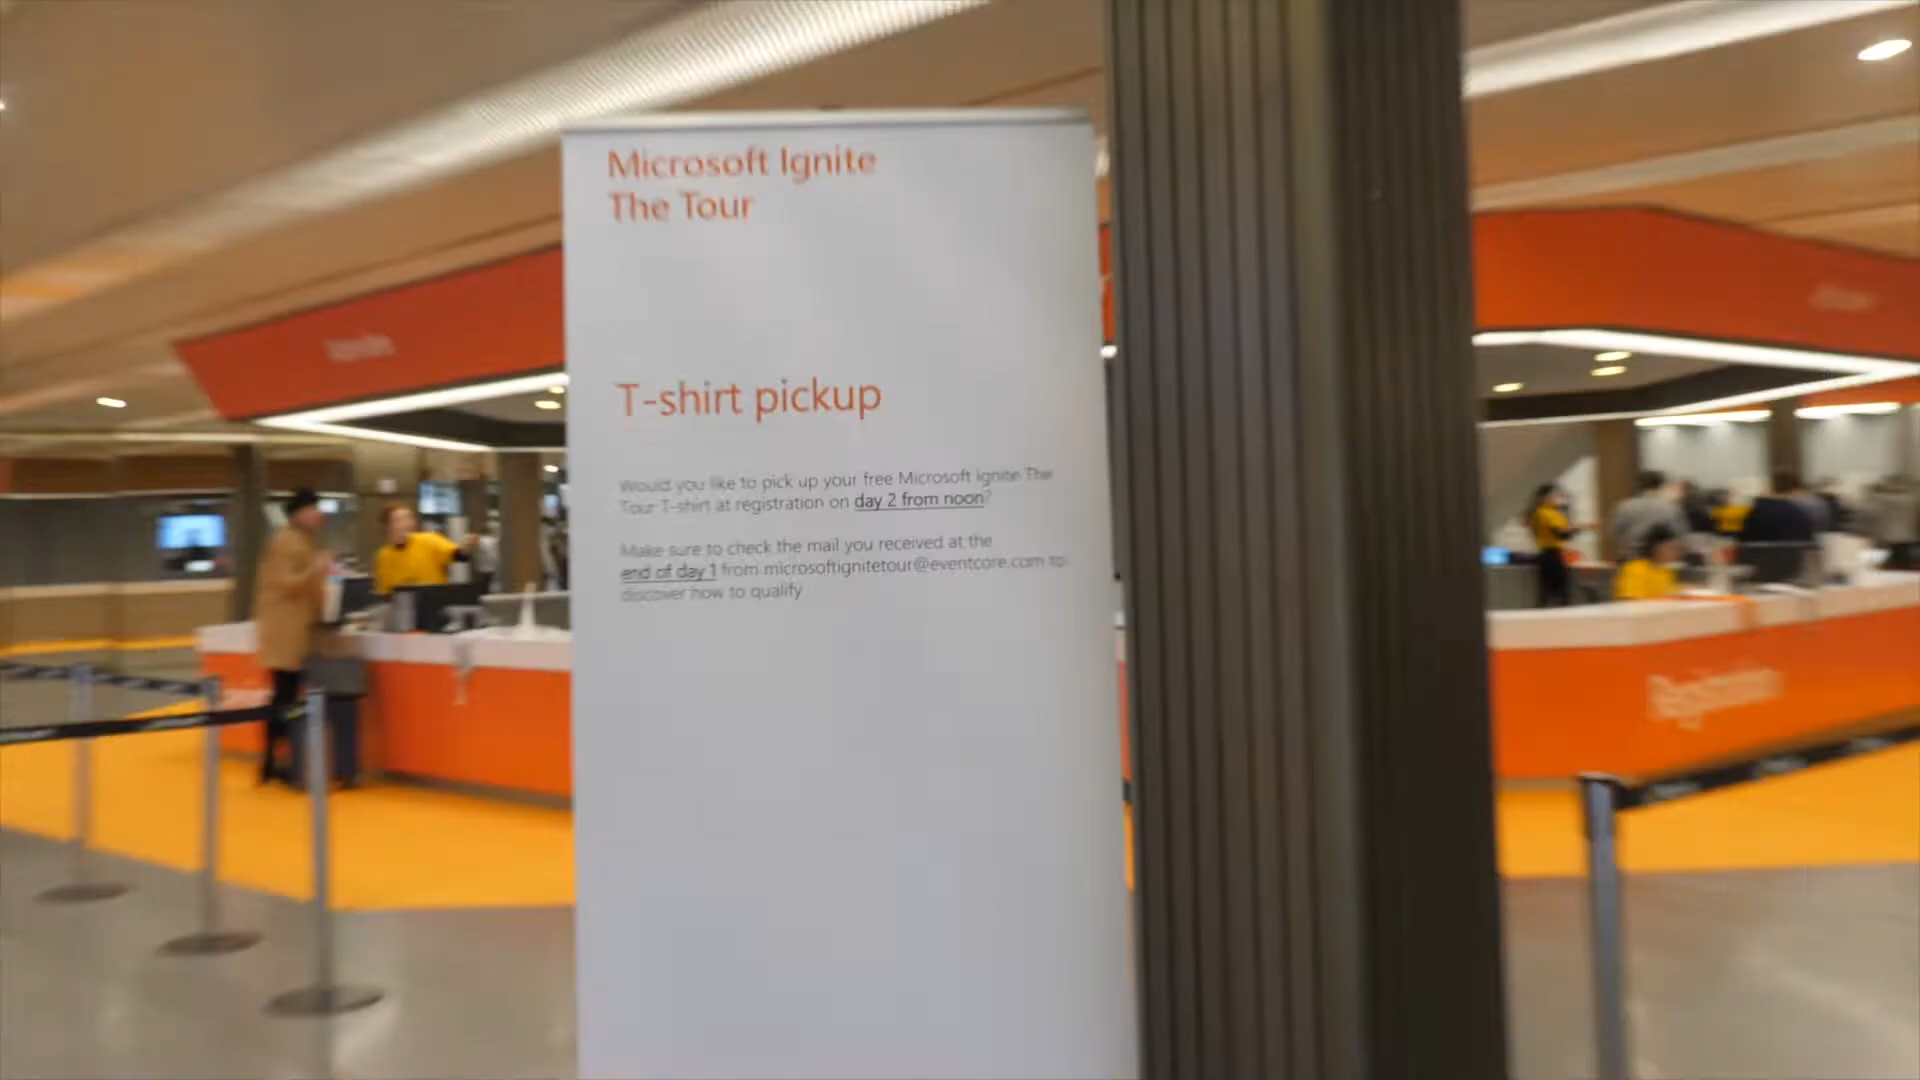 Microsoft Ignite
The Tour
T-shirt pickup
Would you like to pick up your free Microsoft Ignite The
Tour T-shirt at registration on day 2 from noon?
Make sure to check the mail you received at the
end of day 1 from microsoftignitetour@eventcore.com to
discover how to qualify
Registration